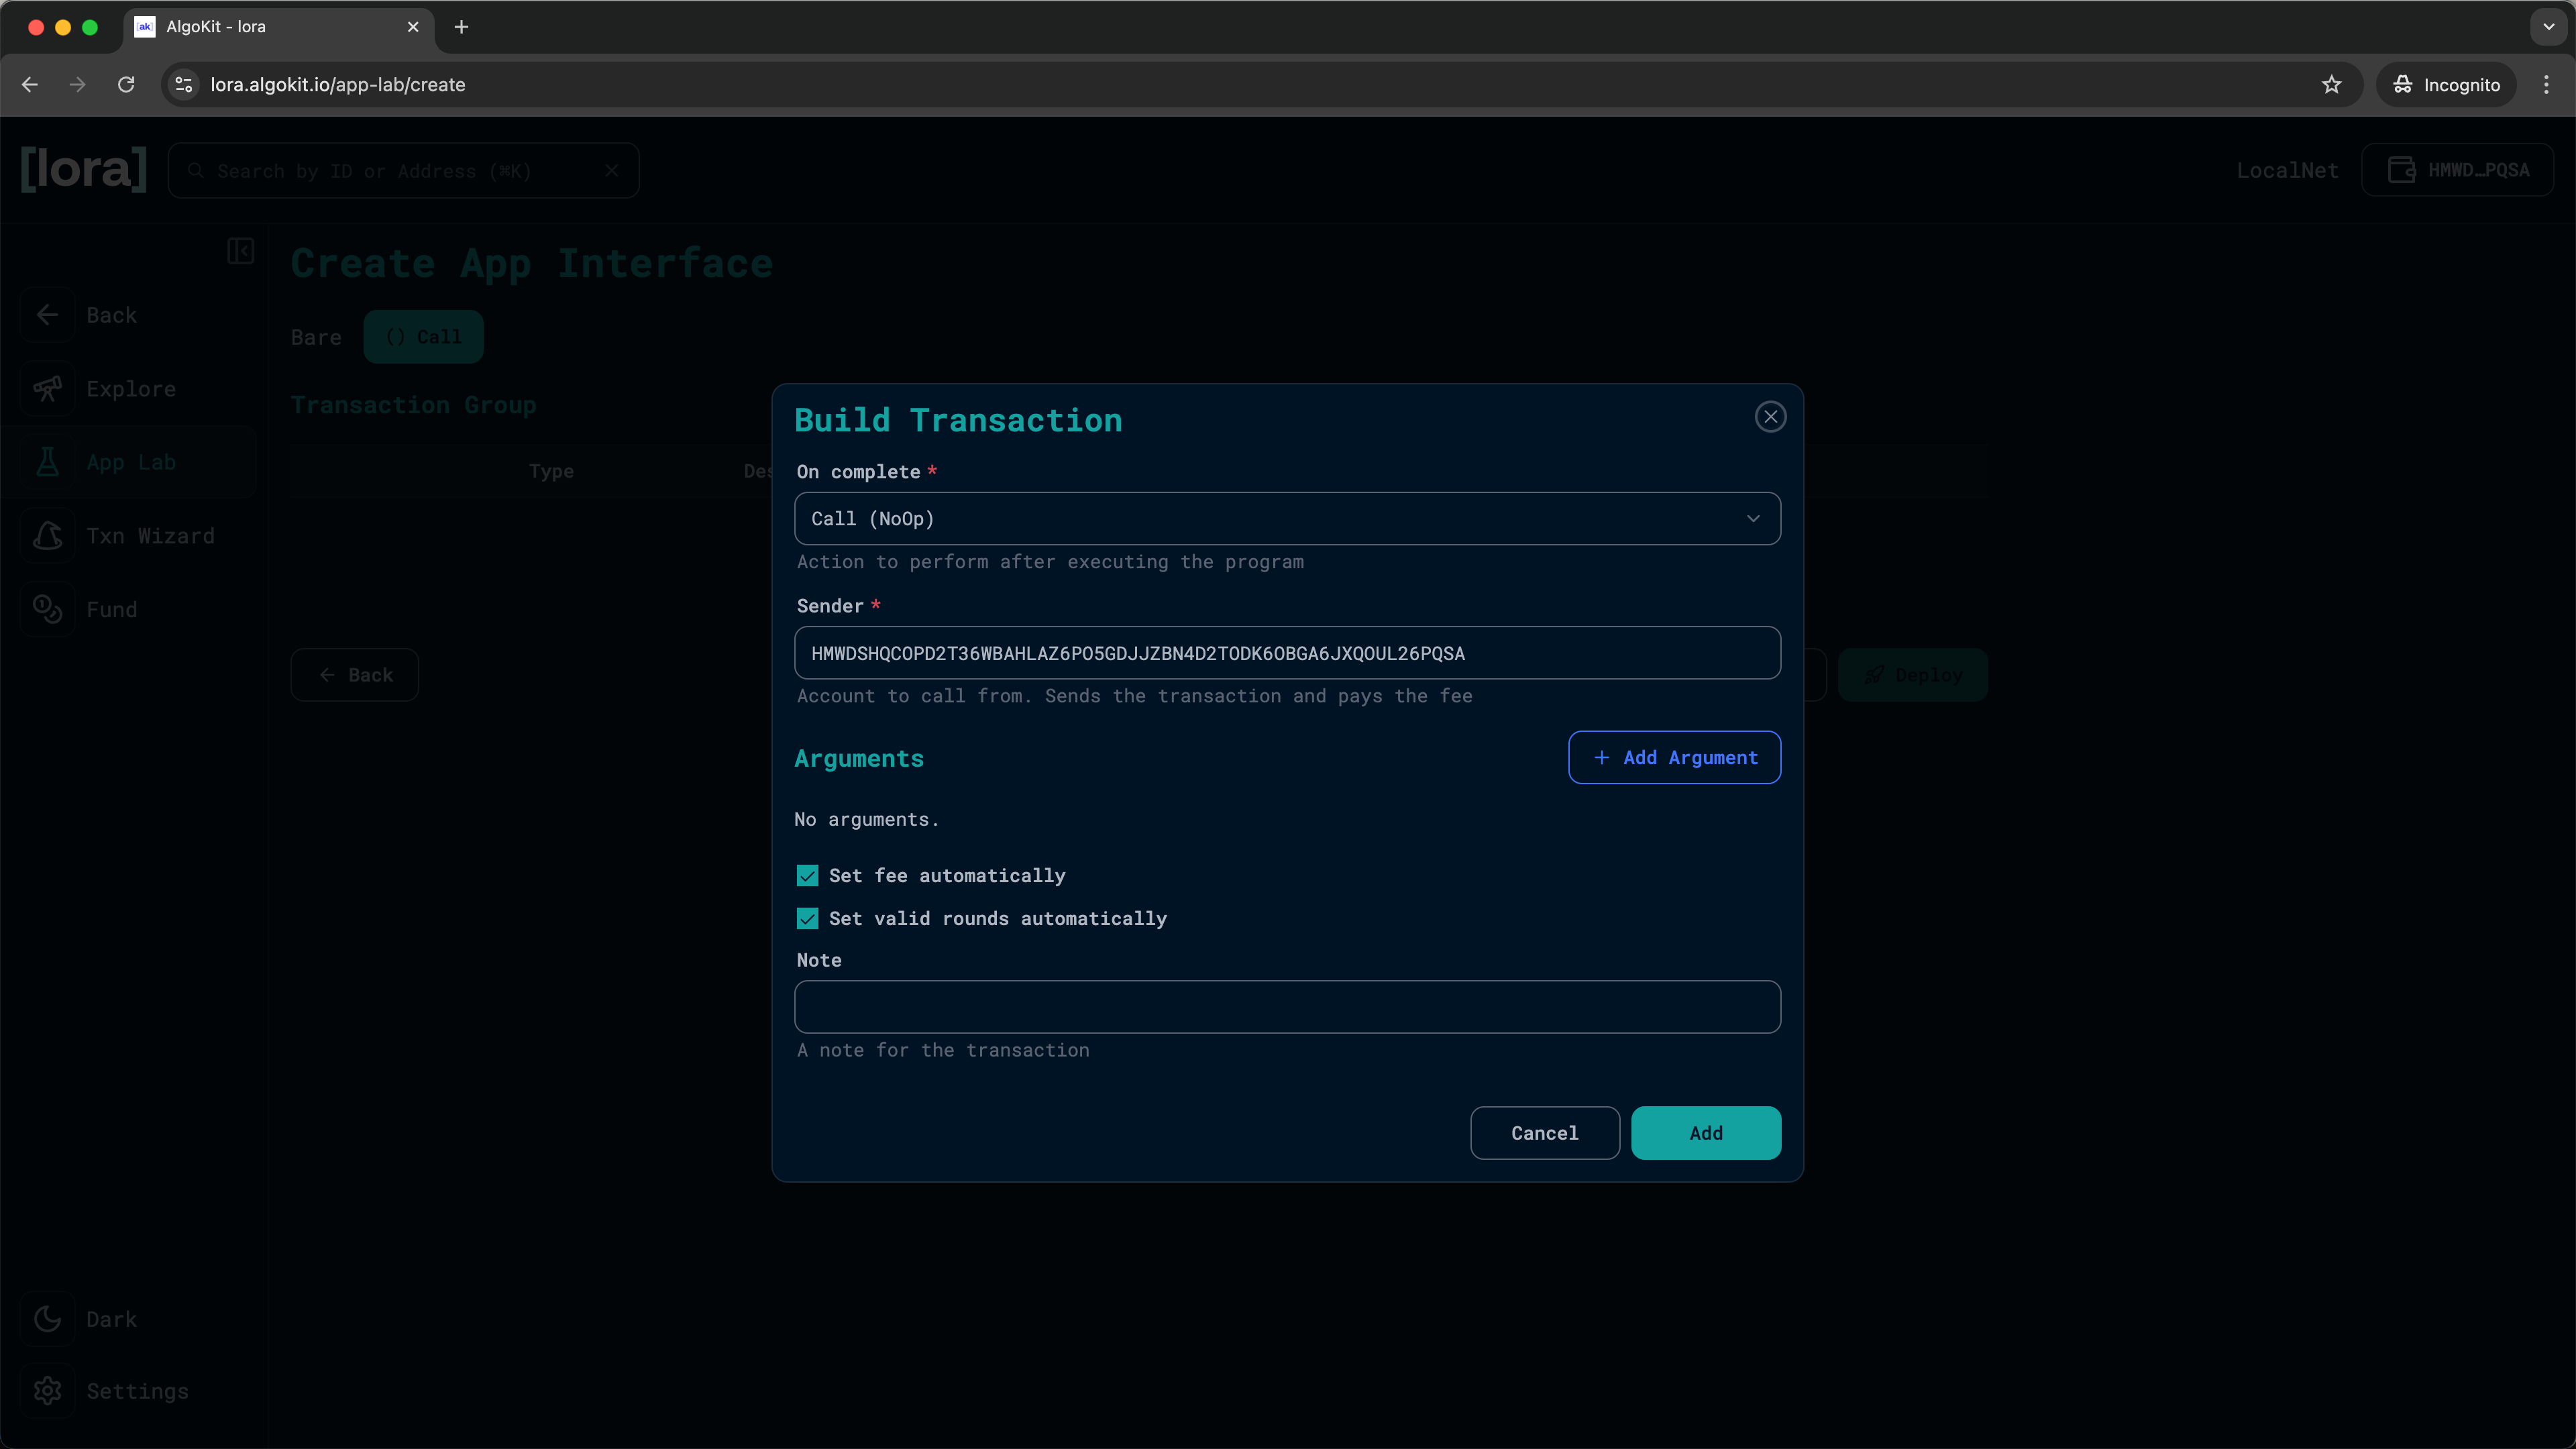 [ak] AlgoKit - lora
lora.algokit.io/app-lab/create
Incognito
[lora]
Search by ID or Address (⌘K)
LocalNet
HMWD…PQSA
Create App Interface
Back
Bare
() Call
Explore
Transaction Group
App Lab
Type
Des
Txn Wizard
Fund
Back
Deploy
Build Transaction
On complete *
Call (NoOp)
Action to perform after executing the program
Sender *
HMWDSHQCOPD2T36WBAHLAZ6PO5GDJJZBN4D2TODK6OBGA6JXQOUL26PQSA
Account to call from. Sends the transaction and pays the fee
Arguments
+ Add Argument
No arguments.
Set fee automatically
Set valid rounds automatically
Note
A note for the transaction
Cancel
Add
Dark
Settings